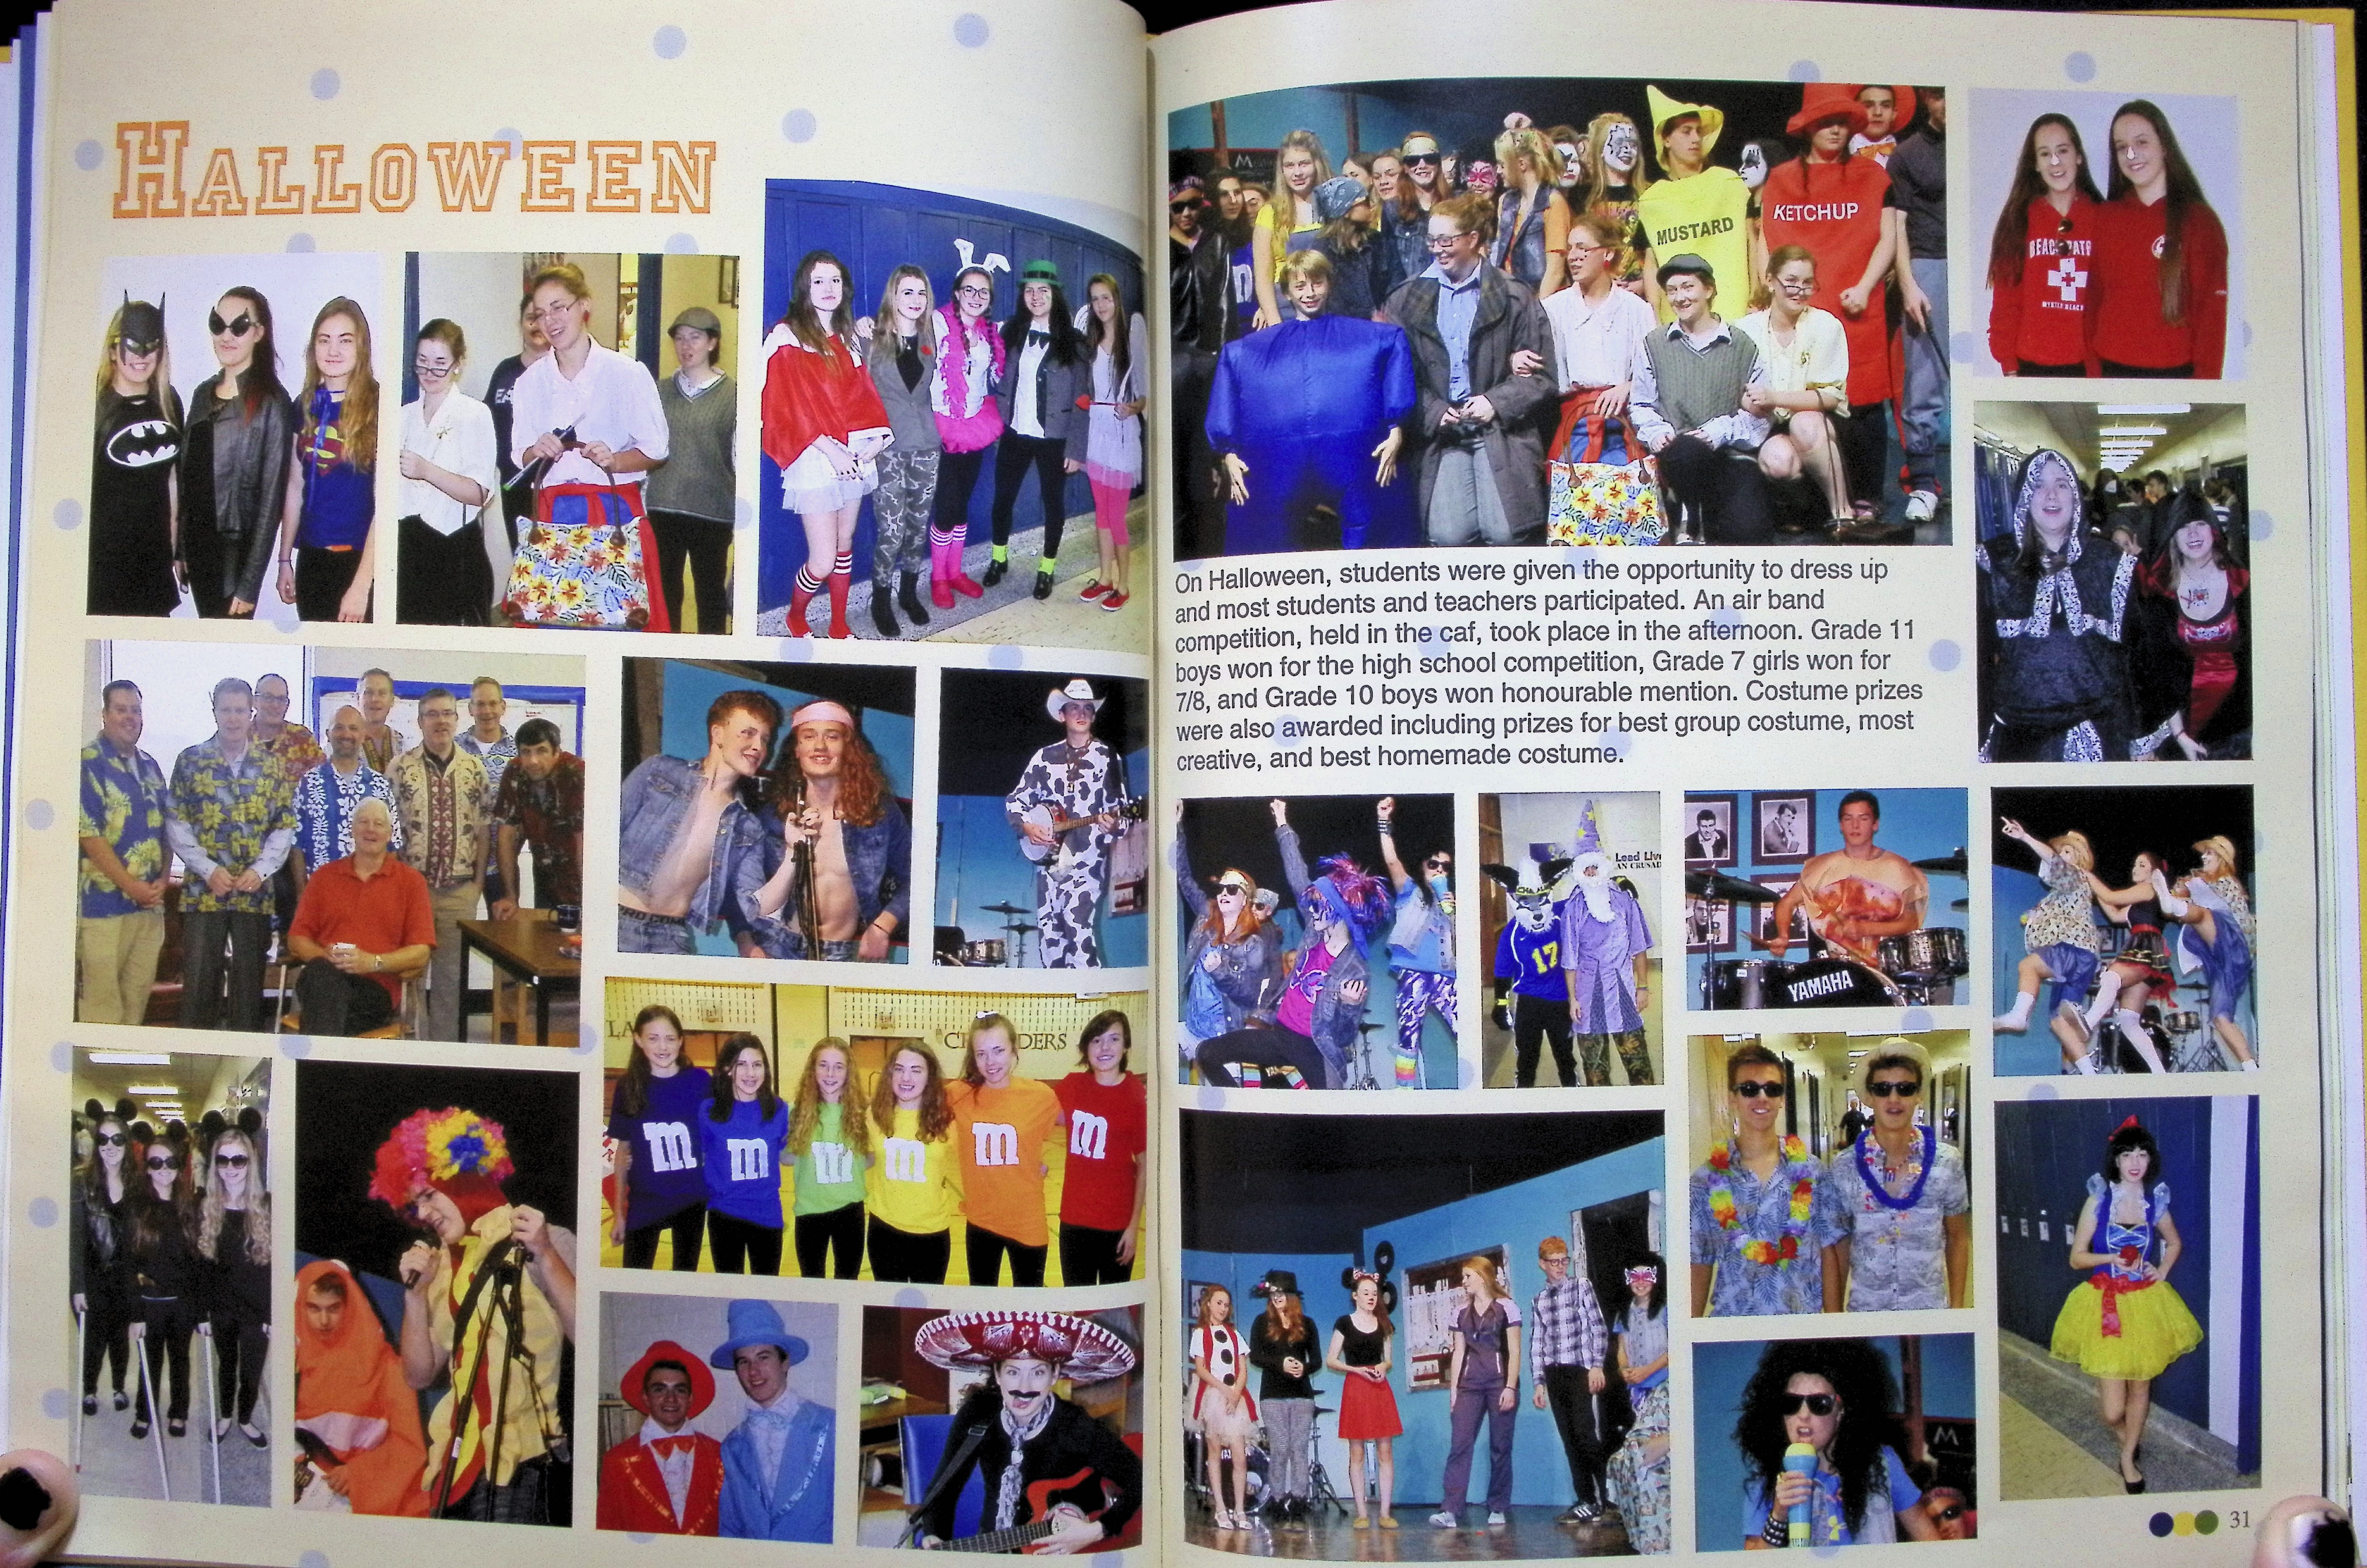 HALLOWEEN
MUSTARD
KETCHUP
MYRTLE BEACH
On Halloween, students were given the opportunity to dress up
and most students and teachers participated. An air band
competition, held in the caf, took place in the afternoon. Grade 11
boys won for the high school competition, Grade 7 girls won for
7/8, and Grade 10 boys won honourable mention. Costume prizes
were also awarded including prizes for best group costume, most
creative, and best homemade costume.
m
m
m
m
m
m
17
YAMAHA
M
31